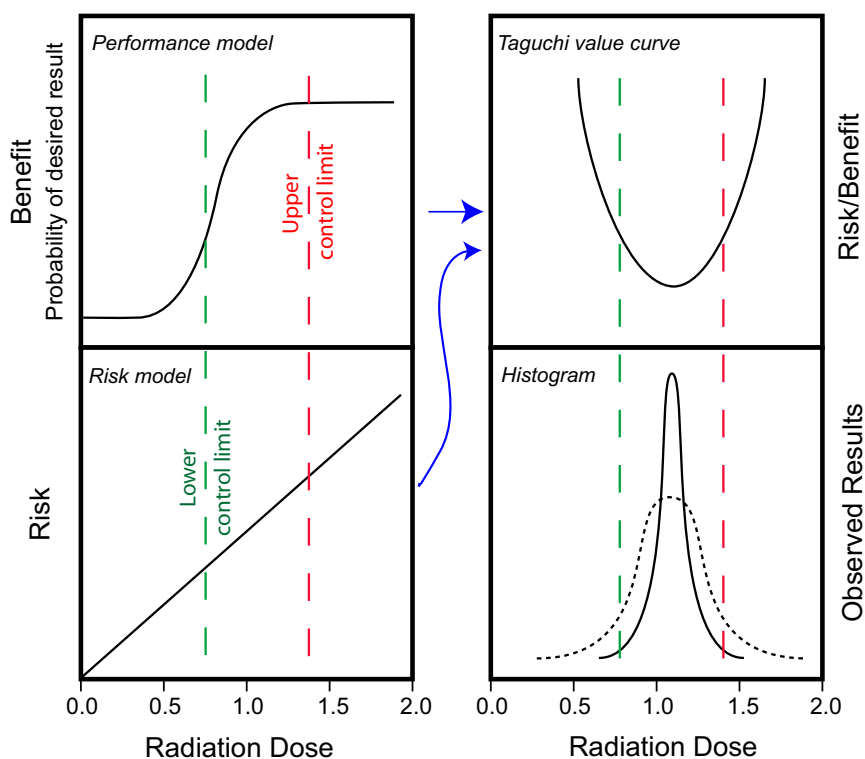 Performance model
Benefit
Probability of desired result
Upper
control limit
Risk model
Risk
Lower
control limit
0.0 0.5 1.0 1.5 2.0
Radiation Dose
Taguchi value curve
Risk/Benefit
Histogram
Observed Results
0.0 0.5 1.0 1.5 2.0
Radiation Dose